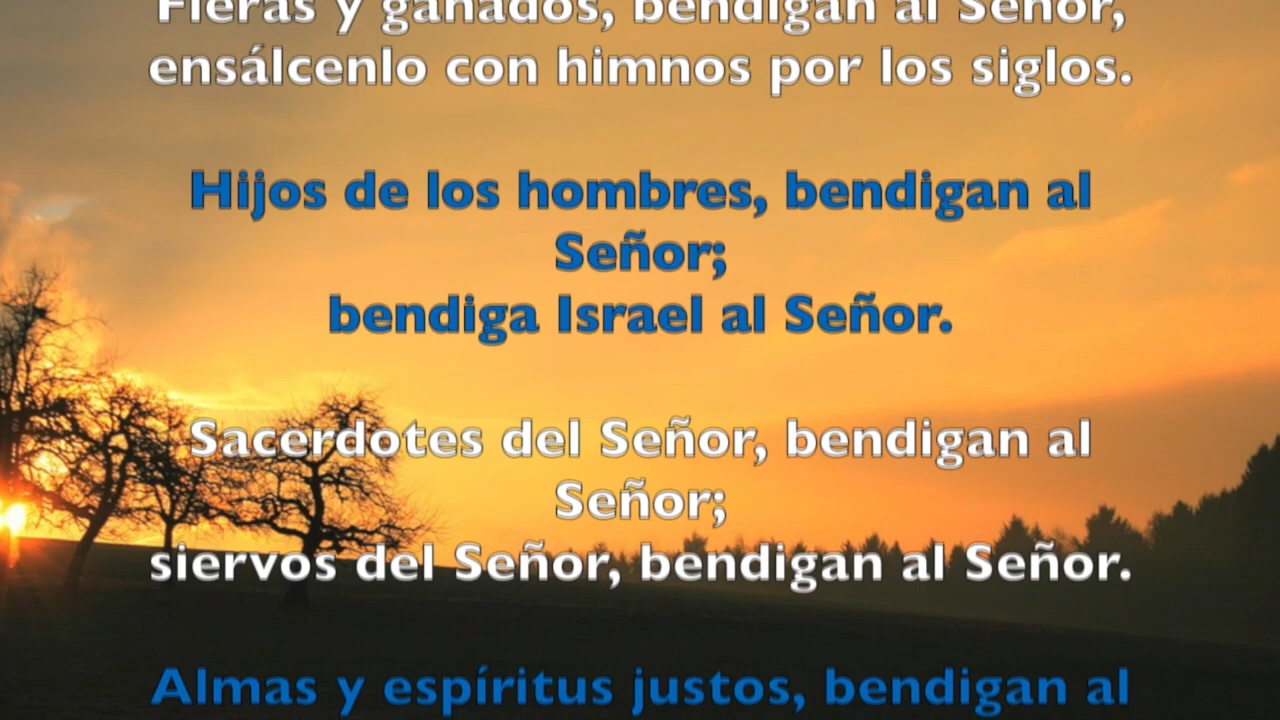 Fieras y ganados, bendigan al Señor,
ensálcenlo con himnos por los siglos.
Hijos de los hombres, bendigan al
Señor;
bendiga Israel al Señor.
Sacerdotes del Señor, bendigan al
Señor;
siervos del Señor, bendigan al Señor.
Almas y espíritus justos, bendigan al